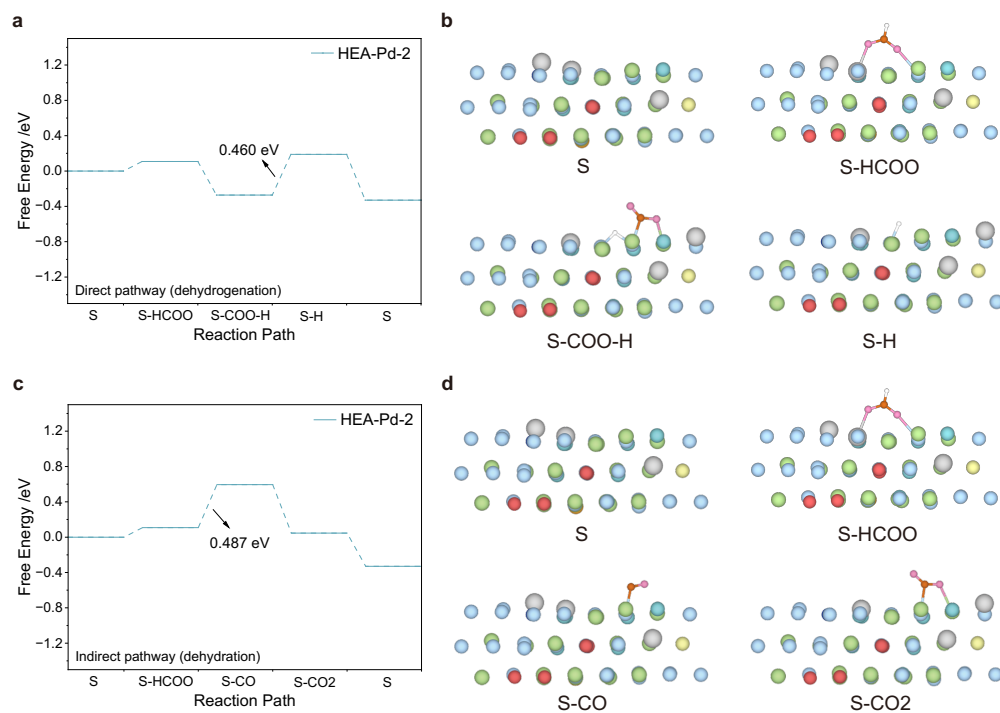 a
HEA-Pd-2
1.2
0.8
0.4
0.0
−0.4
−0.8
−1.2
Free Energy /eV
0.460 eV
Direct pathway (dehydrogenation)
S
S-HCOO
S-COO-H
S-H
S
Reaction Path
b
S
S-HCOO
S-COO-H
S-H
c
HEA-Pd-2
1.2
0.8
0.4
0.0
−0.4
−0.8
−1.2
Free Energy /eV
0.487 eV
Indirect pathway (dehydration)
S
S-HCOO
S-CO
S-CO2
S
Reaction Path
d
S
S-HCOO
S-CO
S-CO2